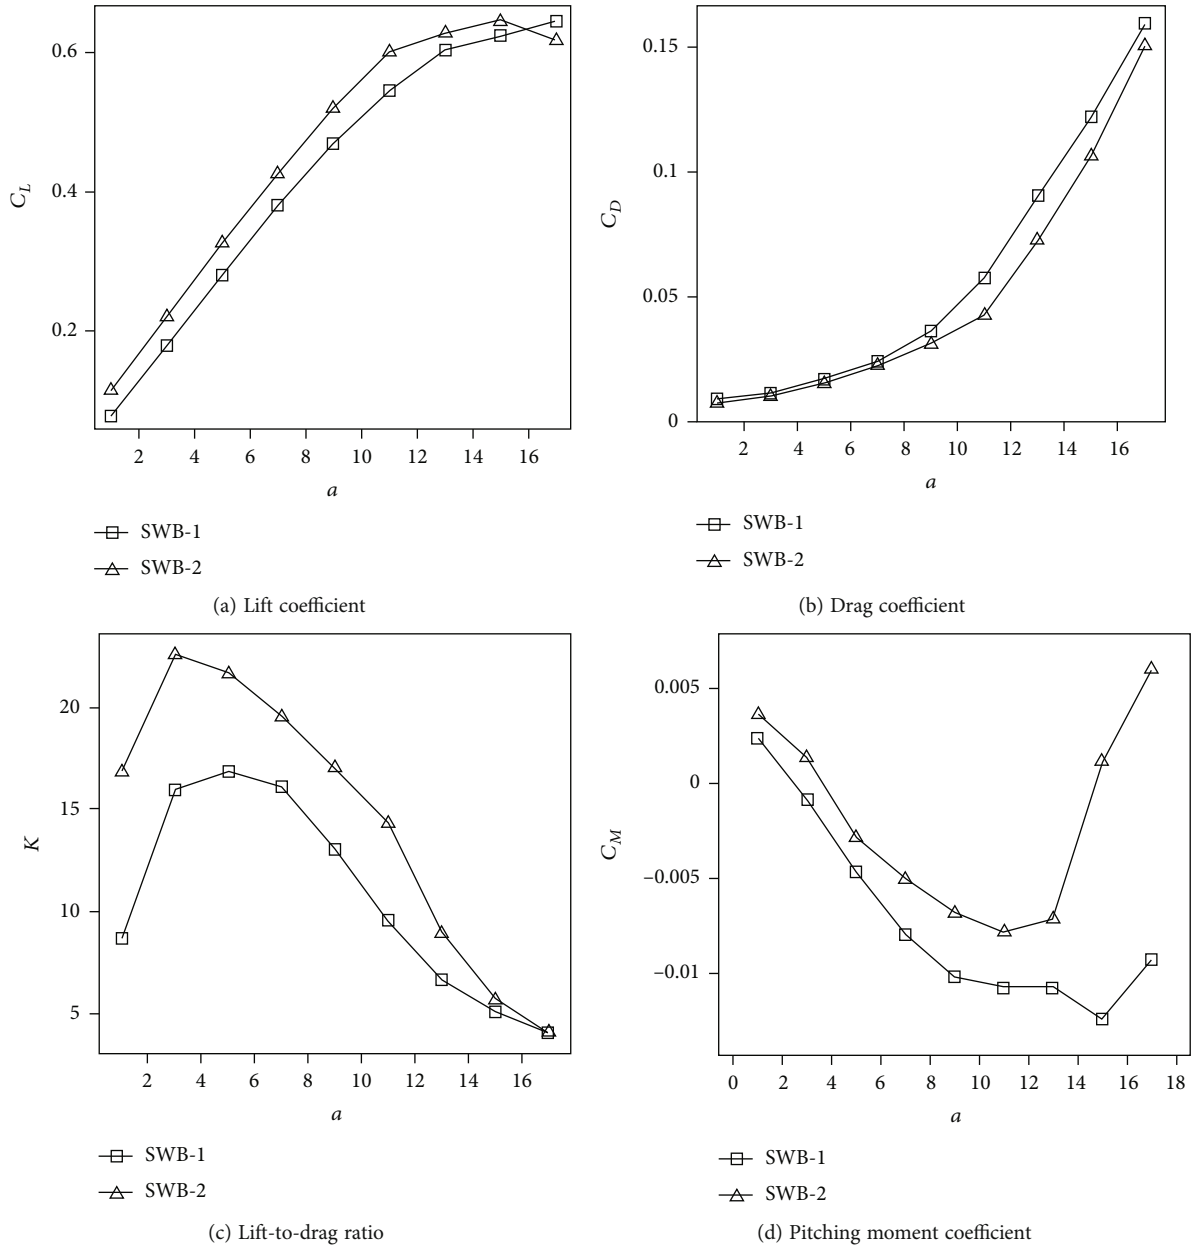 0.6
0.4
0.2
C_L
2 4 6 8 10 12 14 16
a
SWB-1
SWB-2
(a) Lift coefficient
0.15
0.1
0.05
0
C_D
2 4 6 8 10 12 14 16
a
SWB-1
SWB-2
(b) Drag coefficient
20
15
10
5
K
2 4 6 8 10 12 14 16
a
SWB-1
SWB-2
(c) Lift-to-drag ratio
0.005
0
–0.005
–0.01
C_M
0 2 4 6 8 10 12 14 16 18
a
SWB-1
SWB-2
(d) Pitching moment coefficient